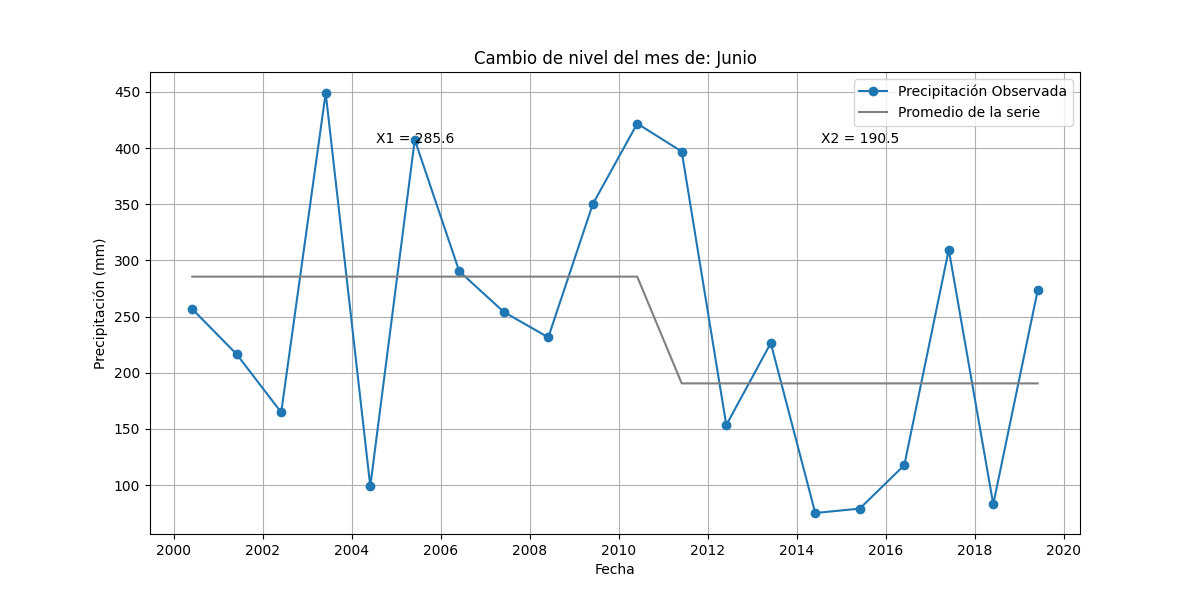 Cambio de nivel del mes de: Junio
Precipitación Observada
Promedio de la serie
X1 = 285.6
X2 = 190.5
Precipitación (mm)
450
400
350
300
250
200
150
100
2000 2002 2004 2006 2008 2010 2012 2014 2016 2018 2020
Fecha